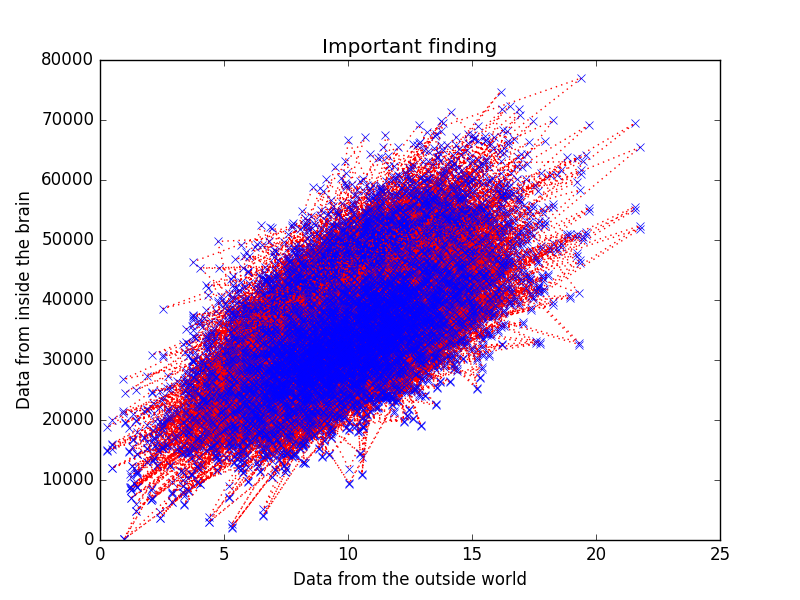 Important finding
80000
70000
60000
50000
40000
30000
20000
10000
0
0 5 10 15 20 25
Data from inside the brain
Data from the outside world